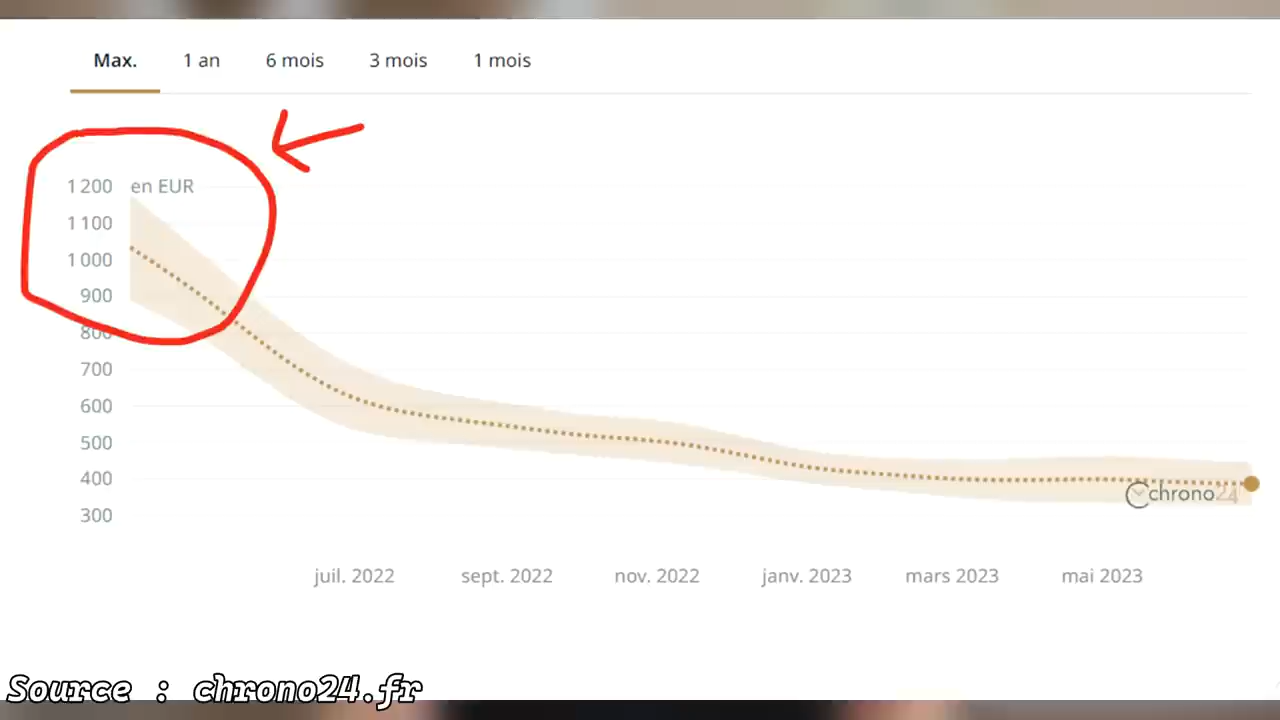 Max. 1 an 6 mois 3 mois 1 mois
1 200 en EUR
1 100
1 000
900
800
700
600
500
400
300
chrono24
juil. 2022 sept. 2022 nov. 2022 janv. 2023 mars 2023 mai 2023
Source : chrono24.fr